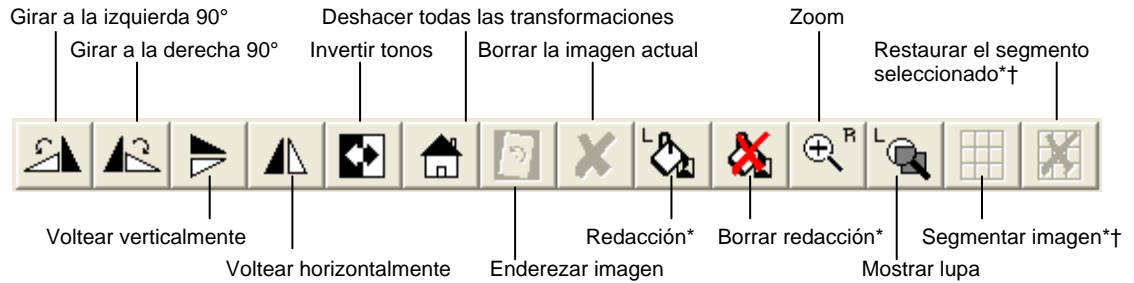 Girar a la izquierda 90°
Deshacer todas las transformaciones
Zoom
Girar a la derecha 90°
Invertir tonos
Borrar la imagen actual
Restaurar el segmento
seleccionado*†
L
R
L
Voltear verticalmente
Redacción*
Borrar redacción*
Segmentar imagen*†
Voltear horizontalmente
Enderezar imagen
Mostrar lupa